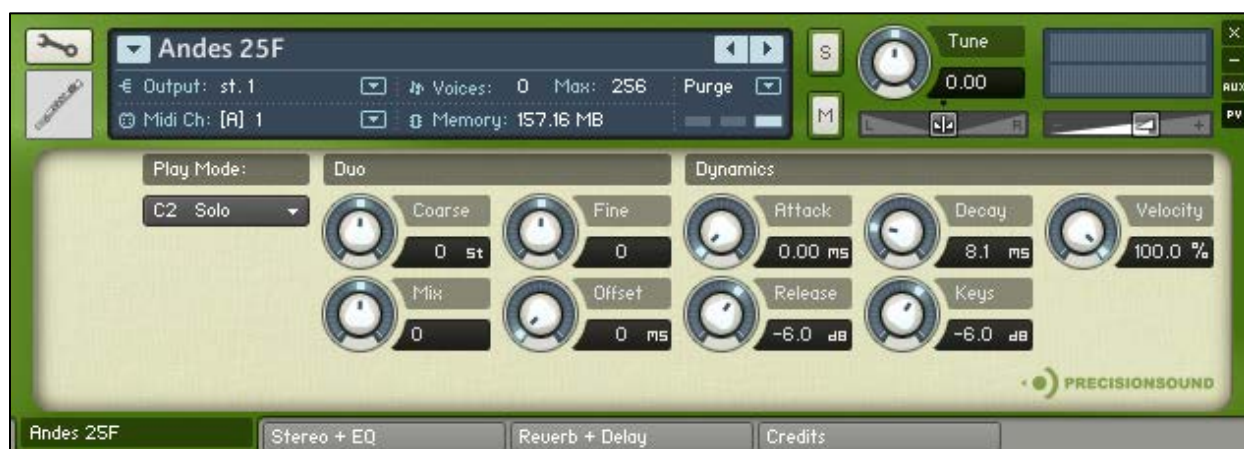 Andes 25F
S
Tune
0.00
X
-
AUX
PV
Output: st. 1
Voices: 0 Max: 256
Purge
Midi Ch: [A] 1
Memory: 157.16 MB
M
L R
- +
Play Mode:
Duo
Dynamics
C2 Solo
Coarse
0 st
Fine
0
Attack
0.00 ms
Decay
8.1 ms
Velocity
100.0 %
Mix
0
Offset
0 ms
Release
-6.0 dB
Keys
-6.0 dB
PRECISIONSOUND
Andes 25F
Stereo + EQ
Reverb + Delay
Credits